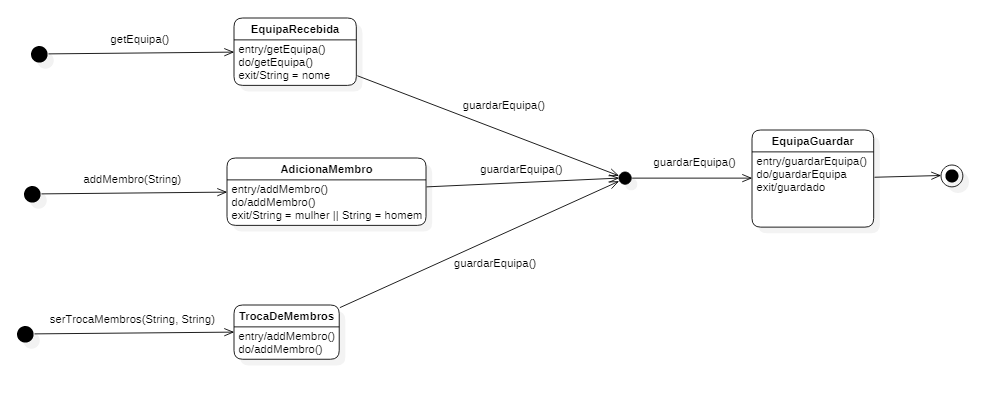 getEquipa()
EquipaRecebida
entry/getEquipa()
do/getEquipa()
exit/String = nome
guardarEquipa()
addMembro(String)
AdicionaMembro
entry/addMembro()
do/addMembro()
exit/String = mulher || String = homem
guardarEquipa()
guardarEquipa()
EquipaGuardar
entry/guardarEquipa()
do/guardarEquipa
exit/guardado
guardarEquipa()
serTrocaMembros(String, String)
TrocaDeMembros
entry/addMembro()
do/addMembro()